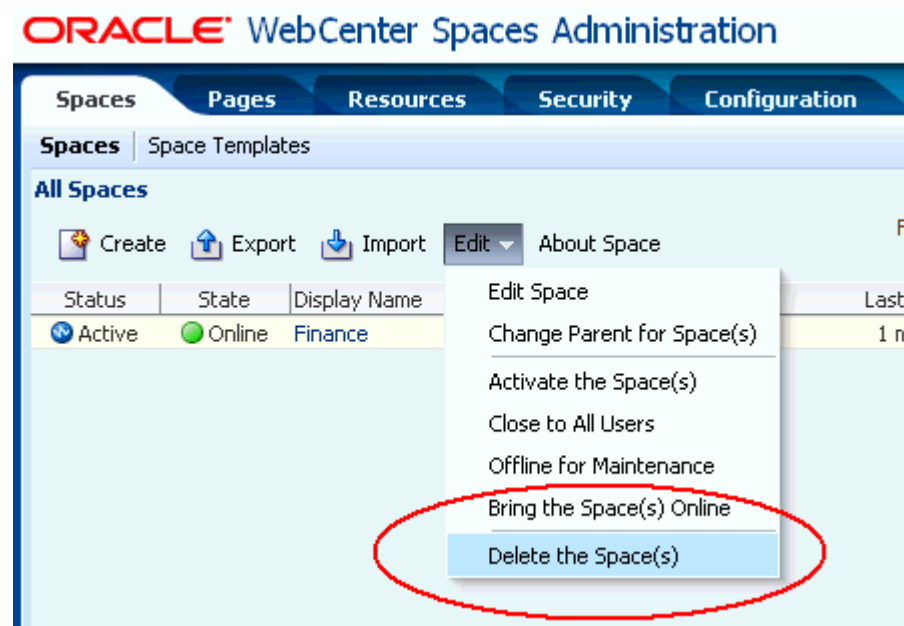 ORACLE WebCenter Spaces Administration
Spaces Pages Resources Security Configuration
Spaces Space Templates
All Spaces
Create Export Import Edit About Space
Status State Display Name Last
Active Online Finance 1
Edit Space
Change Parent for Space(s)
Activate the Space(s)
Close to All Users
Offline for Maintenance
Bring the Space(s) Online
Delete the Space(s)